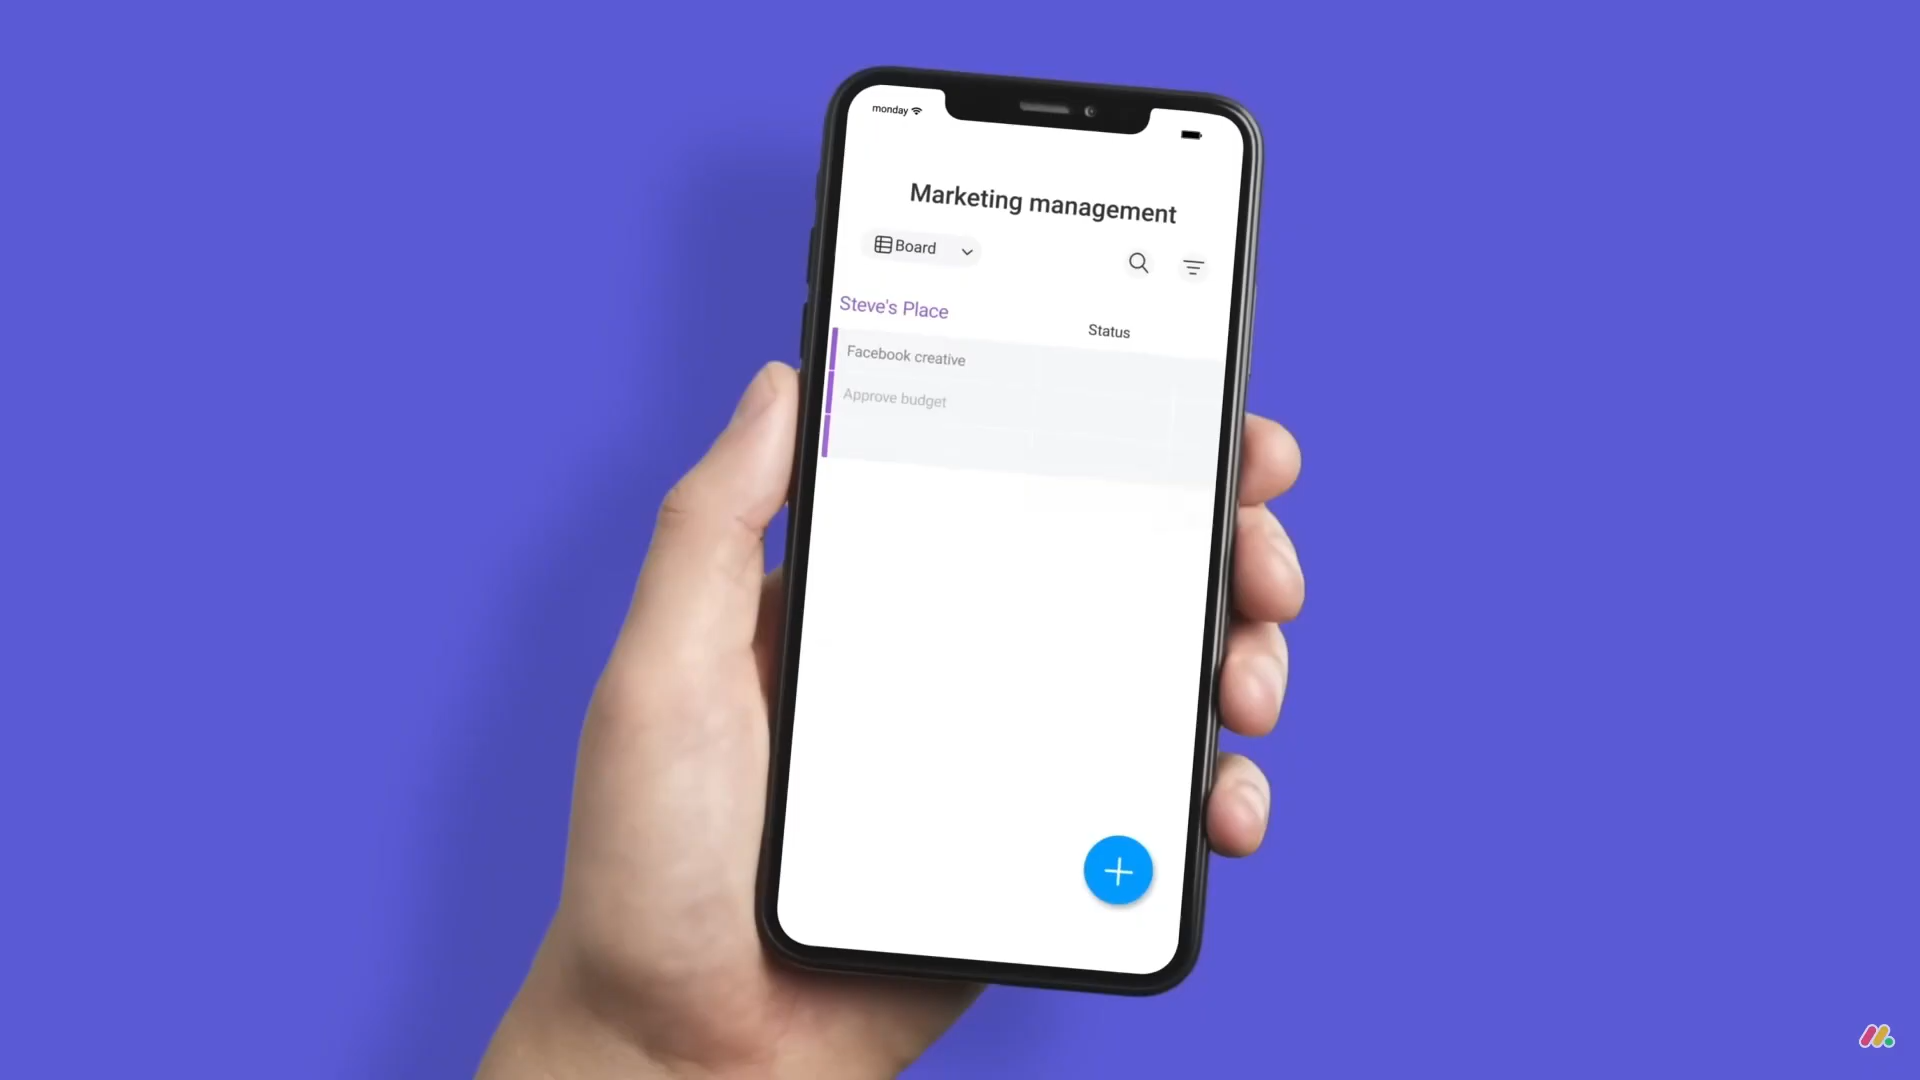 monday
Marketing management
Board
Steve's Place
Status
Facebook creative
Approve budget